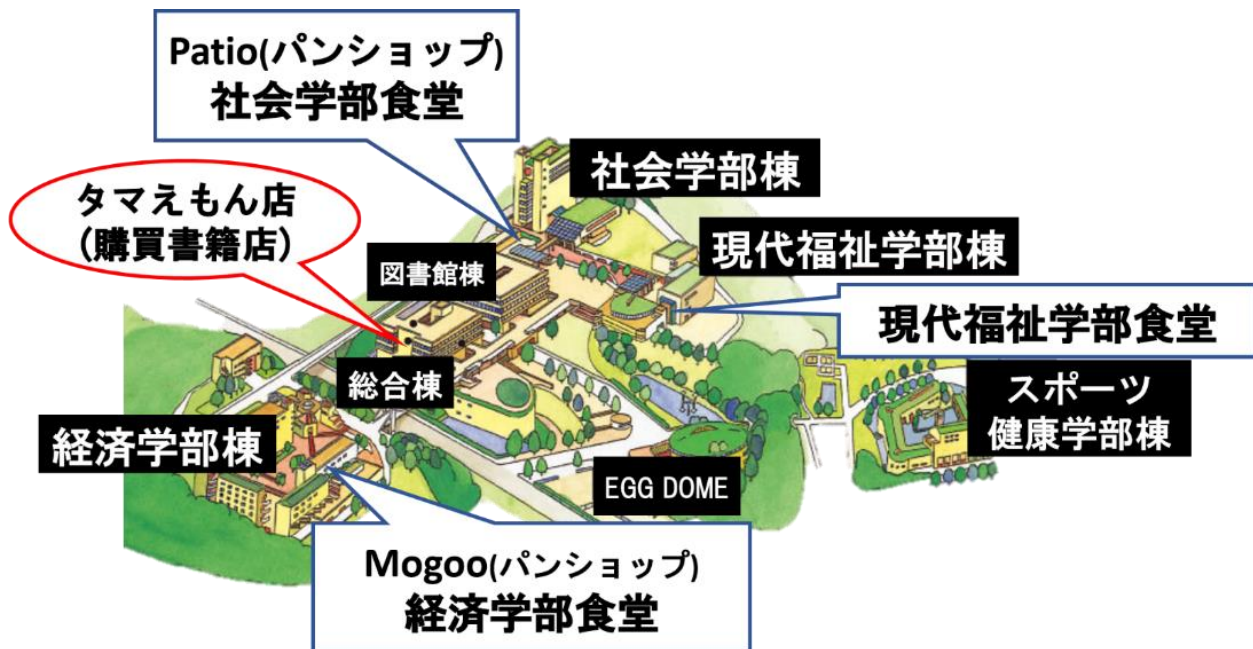 Patio(パンショップ)
社会学部食堂
社会学部棟
タマえもん店
(購買書籍店)
現代福祉学部棟
図書館棟
現代福祉学部食堂
総合棟
スポーツ
健康学部棟
経済学部棟
EGG DOME
Mogoo(パンショップ)
経済学部食堂